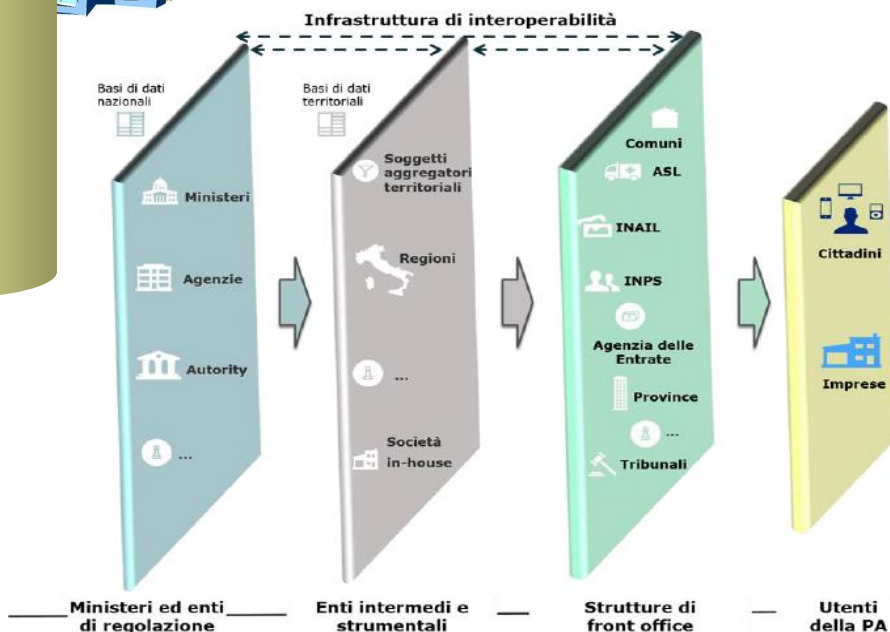 Infrastruttura di interoperabilità
Basi di dati
nazionali
Ministeri
Agenzie
Autority
...
Basi di dati
territoriali
Soggetti
aggregatori
territoriali
Regioni
...
Società
in-house
Comuni
ASL
INAIL
INPS
Agenzia delle
Entrate
Province
...
Tribunali
Cittadini
Imprese
Ministeri ed enti
di regolazione
Enti intermedi e
strumentali
Strutture di
front office
Utenti
della PA